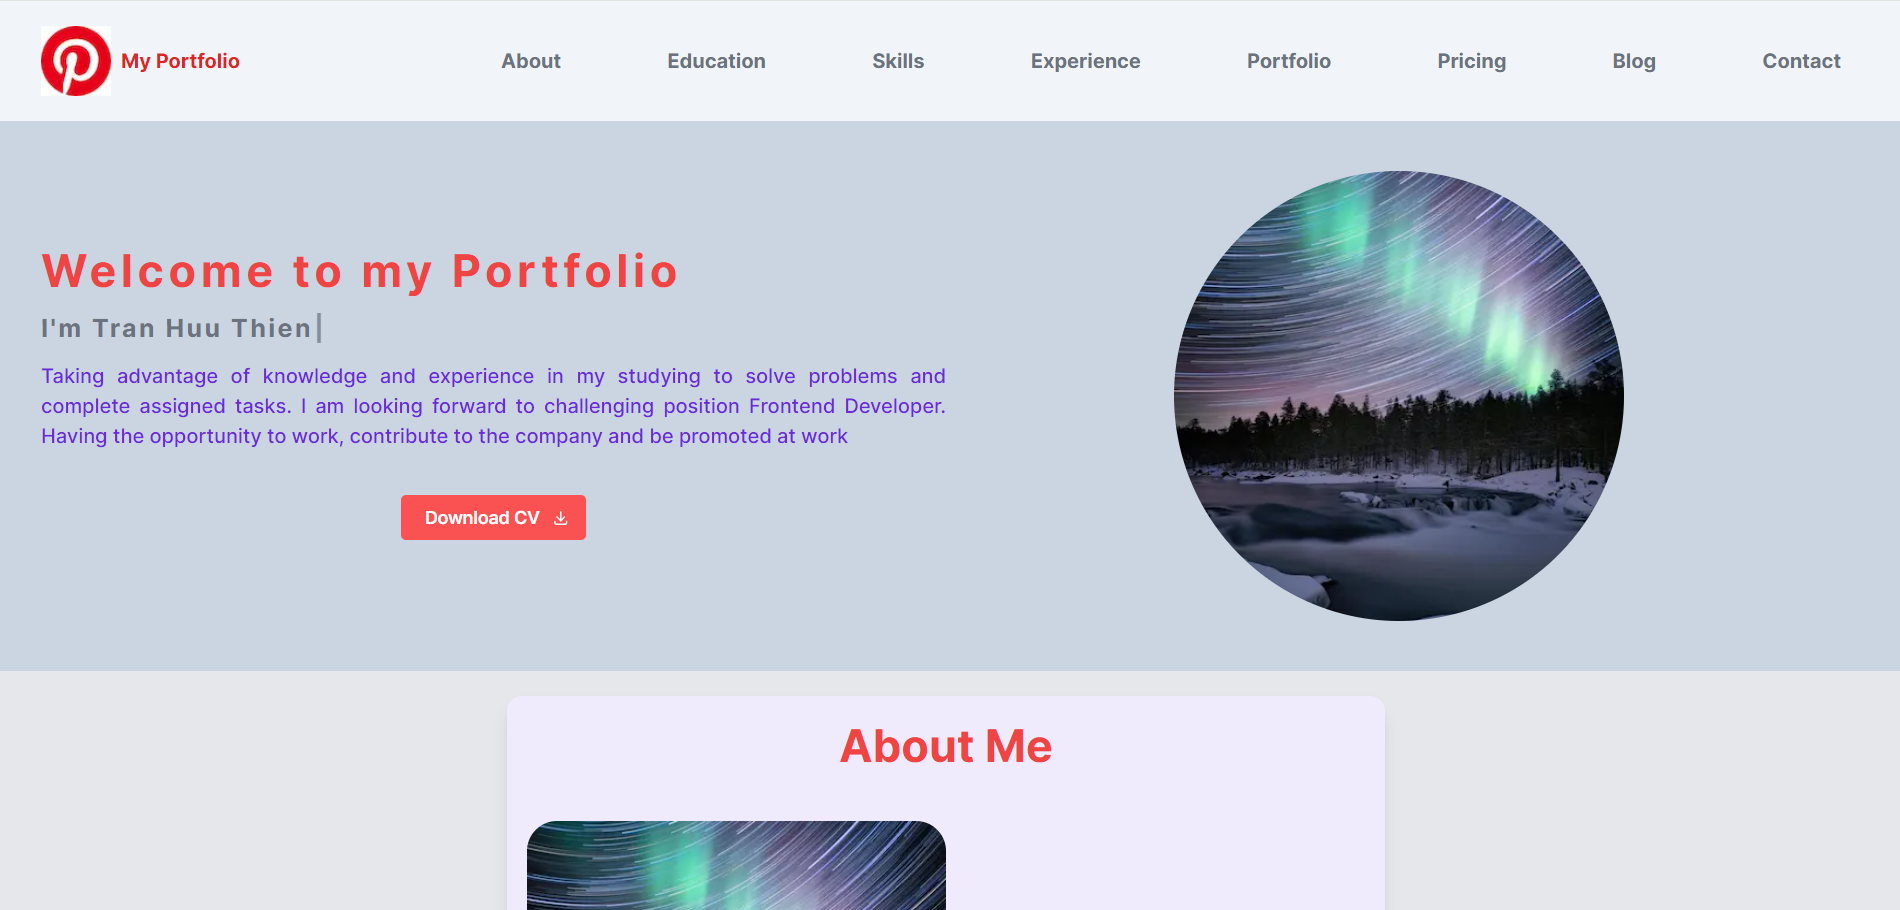 My Portfolio
About
Education
Skills
Experience
Portfolio
Pricing
Blog
Contact
Welcome to my Portfolio
I'm Tran Huu Thien|
Taking advantage of knowledge and experience in my studying to solve problems and
complete assigned tasks. I am looking forward to challenging position Frontend Developer.
Having the opportunity to work, contribute to the company and be promoted at work
Download CV
About Me